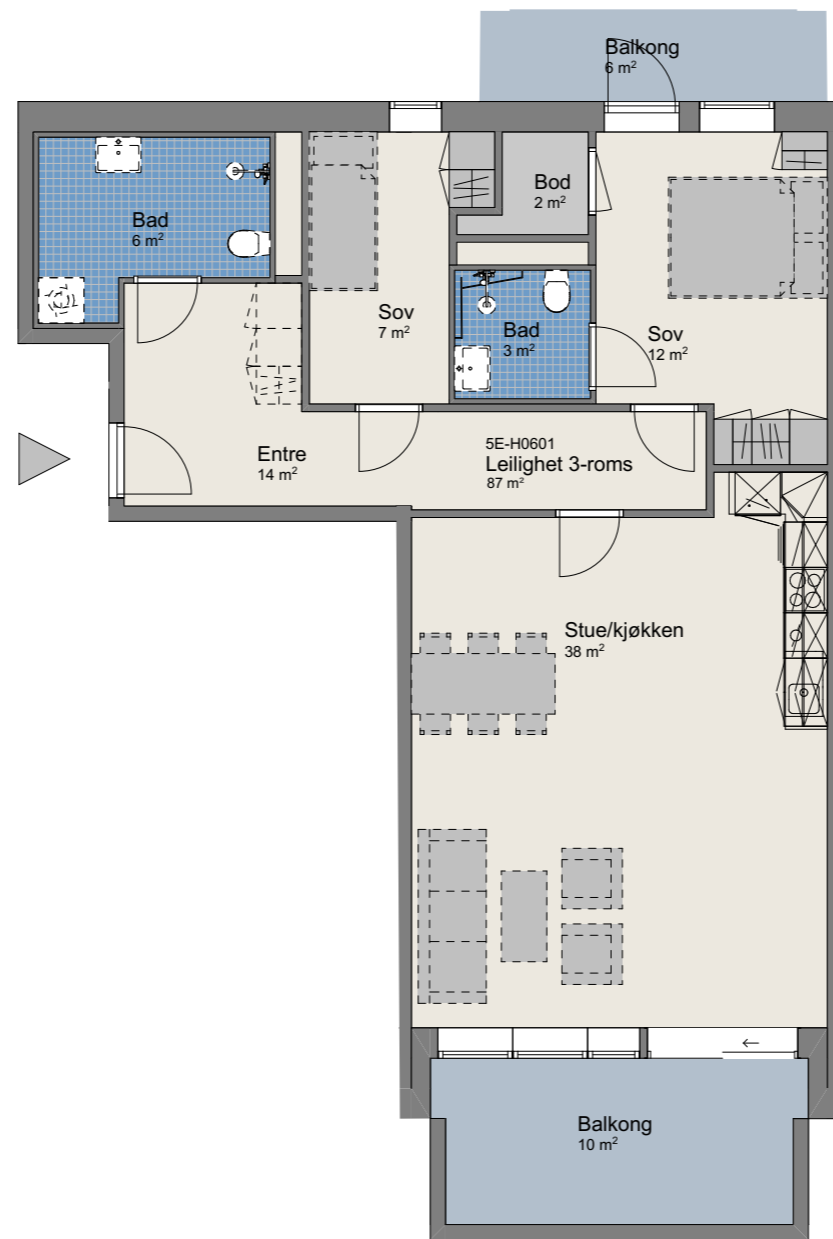 Balkong
6 m²
Bad
6 m²
Bod
2 m²
Sov
7 m²
Bad
3 m²
Sov
12 m²
Entre
14 m²
5E-H0601
Leilighet 3-roms
87 m²
Stue/kjøkken
38 m²
Balkong
10 m²